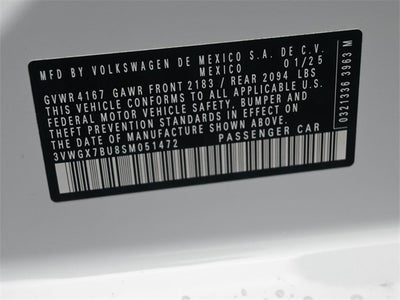 MFD BY VOLKSWAGEN DE MEXICO S.A. DE C.V.
MEXICO 01/25
GVWR 4167 GAWR FRONT 2183 / REAR 2094 LBS
THIS VEHICLE CONFORMS TO ALL APPLICABLE U.S.
FEDERAL MOTOR VEHICLE SAFETY, BUMPER AND
THEFT PREVENTION STANDARDS IN EFFECT ON THE
DATE OF MANUFACTURE SHOWN ABOVE.
3VWGX7BU8SM051472 PASSENGER CAR
0321336 3963 M